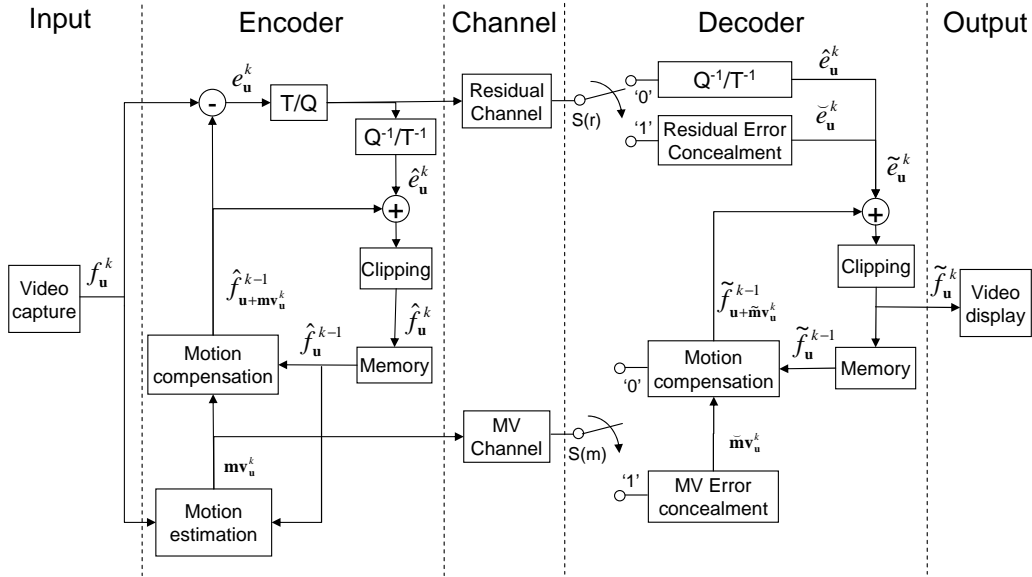 Input
Encoder
Channel
Decoder
Output
Video
capture
f_u^k
-
e_u^k
T/Q
Q⁻¹/T⁻¹
ê_u^k
+
Clipping
f̂_u^k
Memory
f̂_u^{k-1}
f̂_{u+mv_u^k}^{k-1}
Motion
compensation
mv_u^k
Motion
estimation
Residual
Channel
MV
Channel
S(r)
'0'
'1'
Q⁻¹/T⁻¹
ê_u^k
Residual Error
Concealment
ĕ_u^k
ẽ_u^k
+
Clipping
f̃_u^k
Video
display
Memory
f̃_u^{k-1}
f̃_{u+m̃v_u^k}^{k-1}
Motion
compensation
'0'
S(m)
'1'
m̆v_u^k
MV Error
concealment